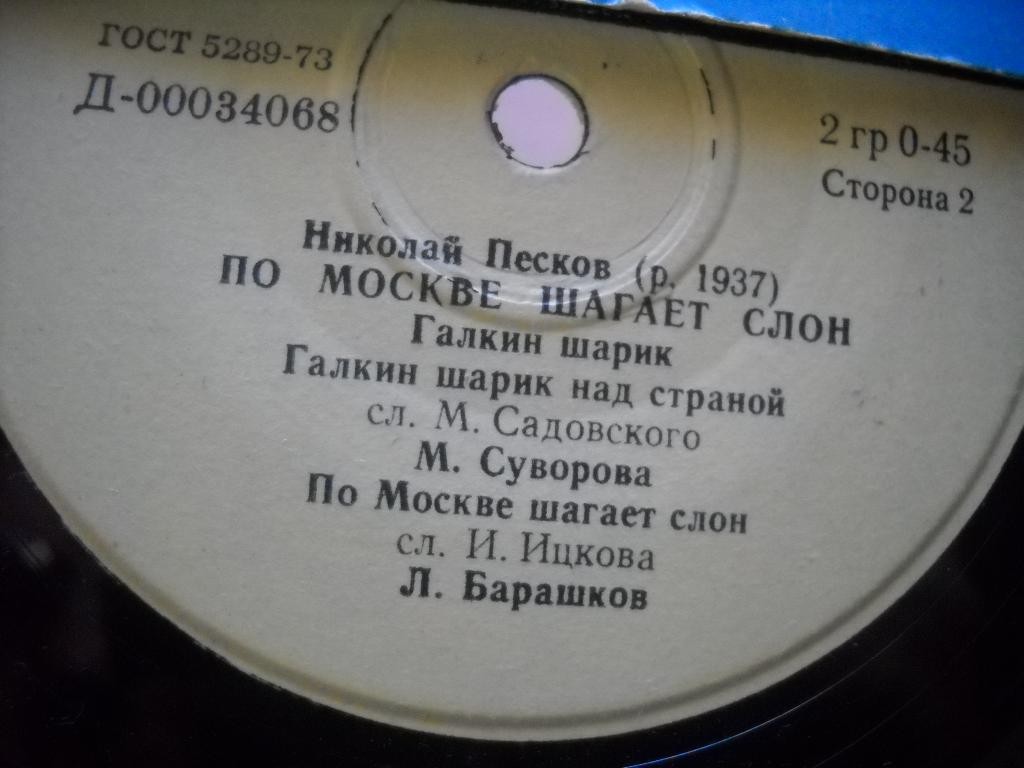 ГОСТ 5289-73
Д-00034068
2 гр 0-45
Сторона 2
Николай Песков (р. 1937)
ПО МОСКВЕ ШАГАЕТ СЛОН
Галкин шарик
Галкин шарик над страной
сл. М. Садовского
М. Суворова
По Москве шагает слон
сл. И. Ицкова
Л. Барашков